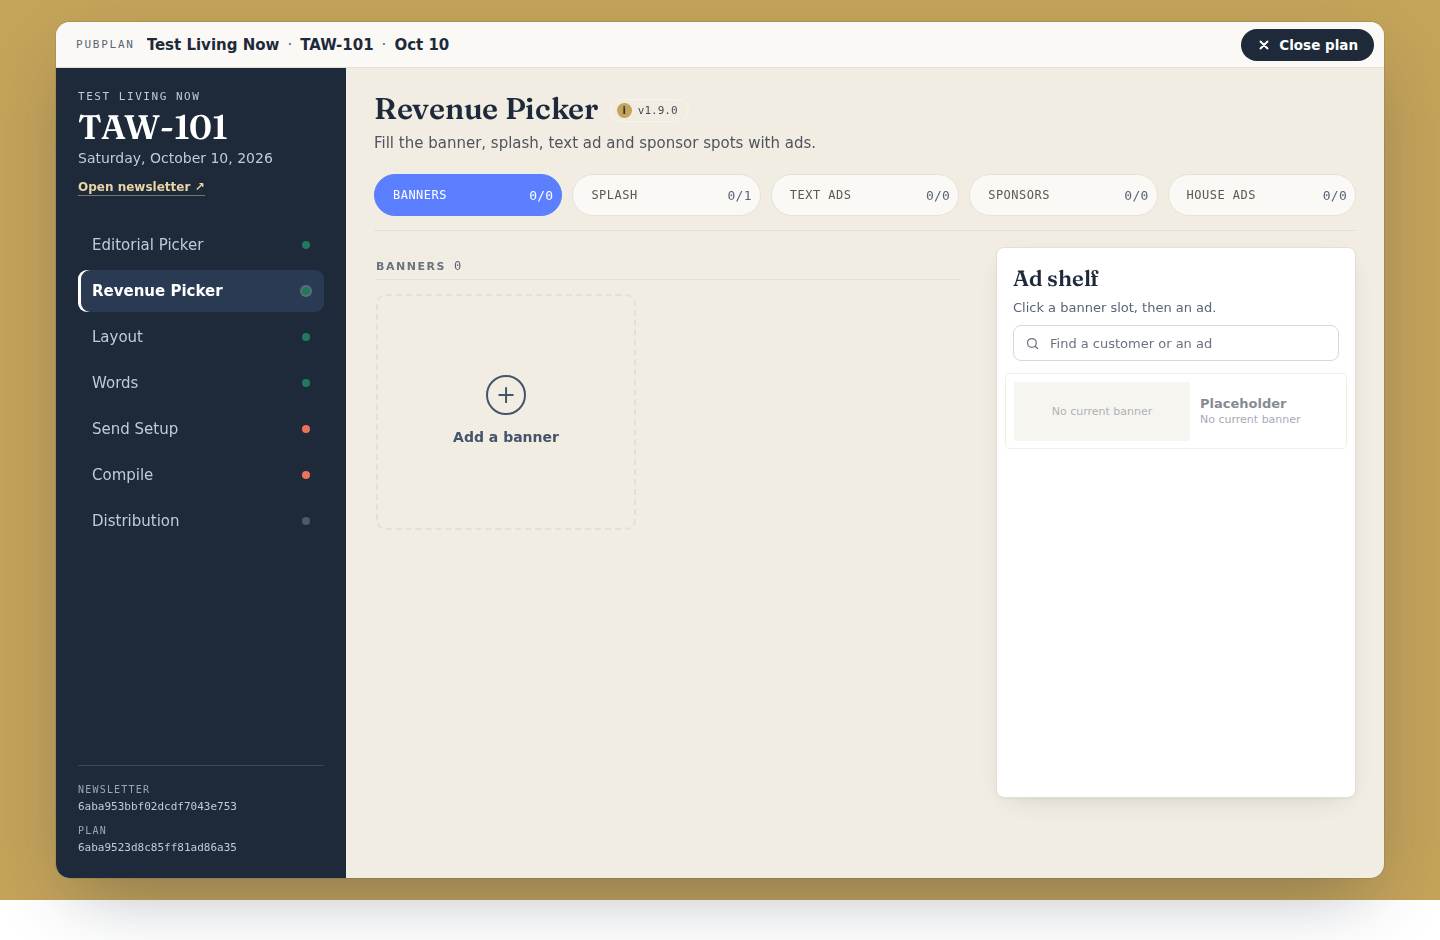 PUBPLAN Test Living Now · TAW-101 · Oct 10
Close plan
TEST LIVING NOW
TAW-101
Saturday, October 10, 2026
Open newsletter ↗
Editorial Picker
Revenue Picker
Layout
Words
Send Setup
Compile
Distribution
NEWSLETTER
6aba953bbf02dcdf7043e753
PLAN
6aba9523d8c85ff81ad86a35
Revenue Picker
i v1.9.0
Fill the banner, splash, text ad and sponsor spots with ads.
BANNERS 0/0
SPLASH 0/1
TEXT ADS 0/0
SPONSORS 0/0
HOUSE ADS 0/0
BANNERS 0
Add a banner
Ad shelf
Click a banner slot, then an ad.
Find a customer or an ad
No current banner
Placeholder
No current banner